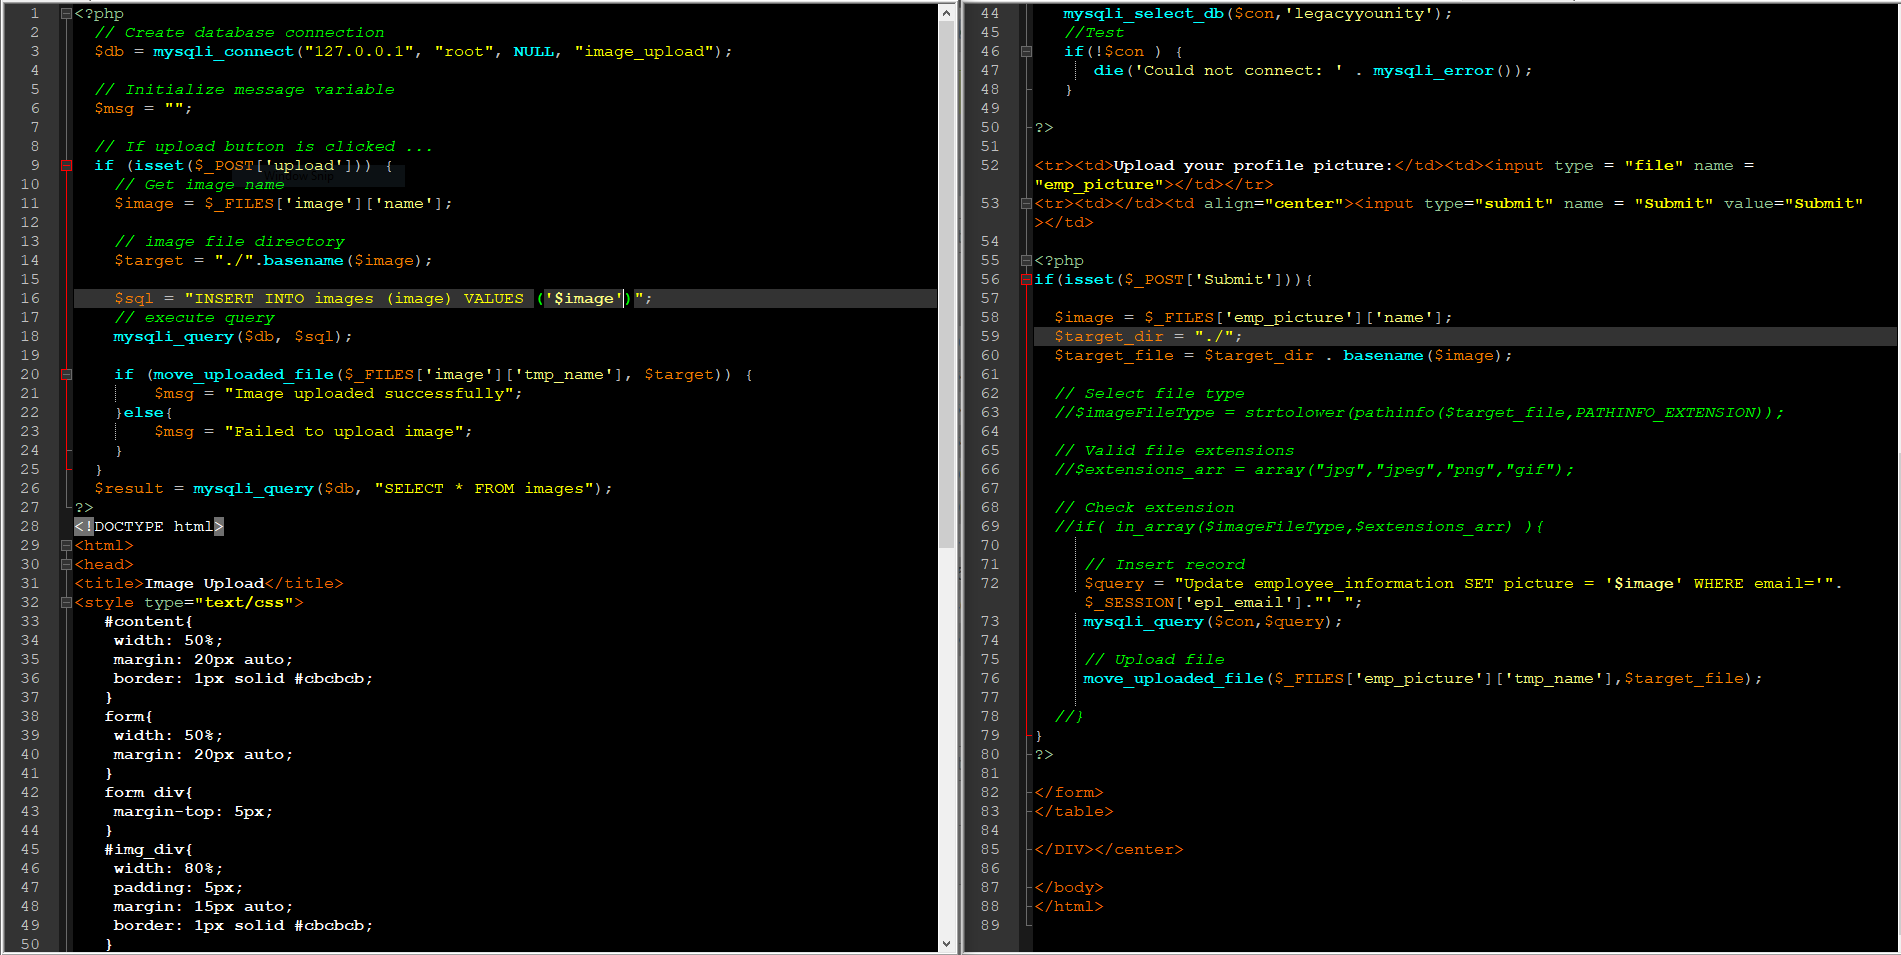 1 <?php
2 // Create database connection
3 $db = mysqli_connect("127.0.0.1", "root", NULL, "image_upload");
4
5 // Initialize message variable
6 $msg = "";
7
8 // If upload button is clicked ...
9 if (isset($_POST['upload'])) {
10 // Get image name
11 $image = $_FILES['image']['name'];
12
13 // image file directory
14 $target = "./".basename($image);
15
16 $sql = "INSERT INTO images (image) VALUES ('$image')";
17 // execute query
18 mysqli_query($db, $sql);
19
20 if (move_uploaded_file($_FILES['image']['tmp_name'], $target)) {
21 $msg = "Image uploaded successfully";
22 }else{
23 $msg = "Failed to upload image";
24 }
25 }
26 $result = mysqli_query($db, "SELECT * FROM images");
27 ?>
28 <!DOCTYPE html>
29 <html>
30 <head>
31 <title>Image Upload</title>
32 <style type="text/css">
33 #content{
34 width: 50%;
35 margin: 20px auto;
36 border: 1px solid #cbcbcb;
37 }
38 form{
39 width: 50%;
40 margin: 20px auto;
41 }
42 form div{
43 margin-top: 5px;
44 }
45 #img_div{
46 width: 80%;
47 padding: 5px;
48 margin: 15px auto;
49 border: 1px solid #cbcbcb;
50 }
44 mysqli_select_db($con,'legacyyounity');
45 //Test
46 if(!$con ) {
47 die('Could not connect: ' . mysqli_error());
48 }
49
50 ?>
51
52 <tr><td>Upload your profile picture:</td><td><input type = "file" name =
"emp_picture"></td></tr>
53 <tr><td></td><td align="center"><input type="submit" name = "Submit" value="Submit"
></td>
54
55 <?php
56 if(isset($_POST['Submit'])){
57
58 $image = $_FILES['emp_picture']['name'];
59 $target_dir = "./";
60 $target_file = $target_dir . basename($image);
61
62 // Select file type
63 //$imageFileType = strtolower(pathinfo($target_file,PATHINFO_EXTENSION));
64
65 // Valid file extensions
66 //$extensions_arr = array("jpg","jpeg","png","gif");
67
68 // Check extension
69 //if( in_array($imageFileType,$extensions_arr) ){
70
71 // Insert record
72 $query = "Update employee_information SET picture = '$image' WHERE email='".
$_SESSION['epl_email']."' ";
73 mysqli_query($con,$query);
74
75 // Upload file
76 move_uploaded_file($_FILES['emp_picture']['tmp_name'],$target_file);
77
78 //}
79 }
80 ?>
81
82 </form>
83 </table>
84
85 </DIV></center>
86
87 </body>
88 </html>
89